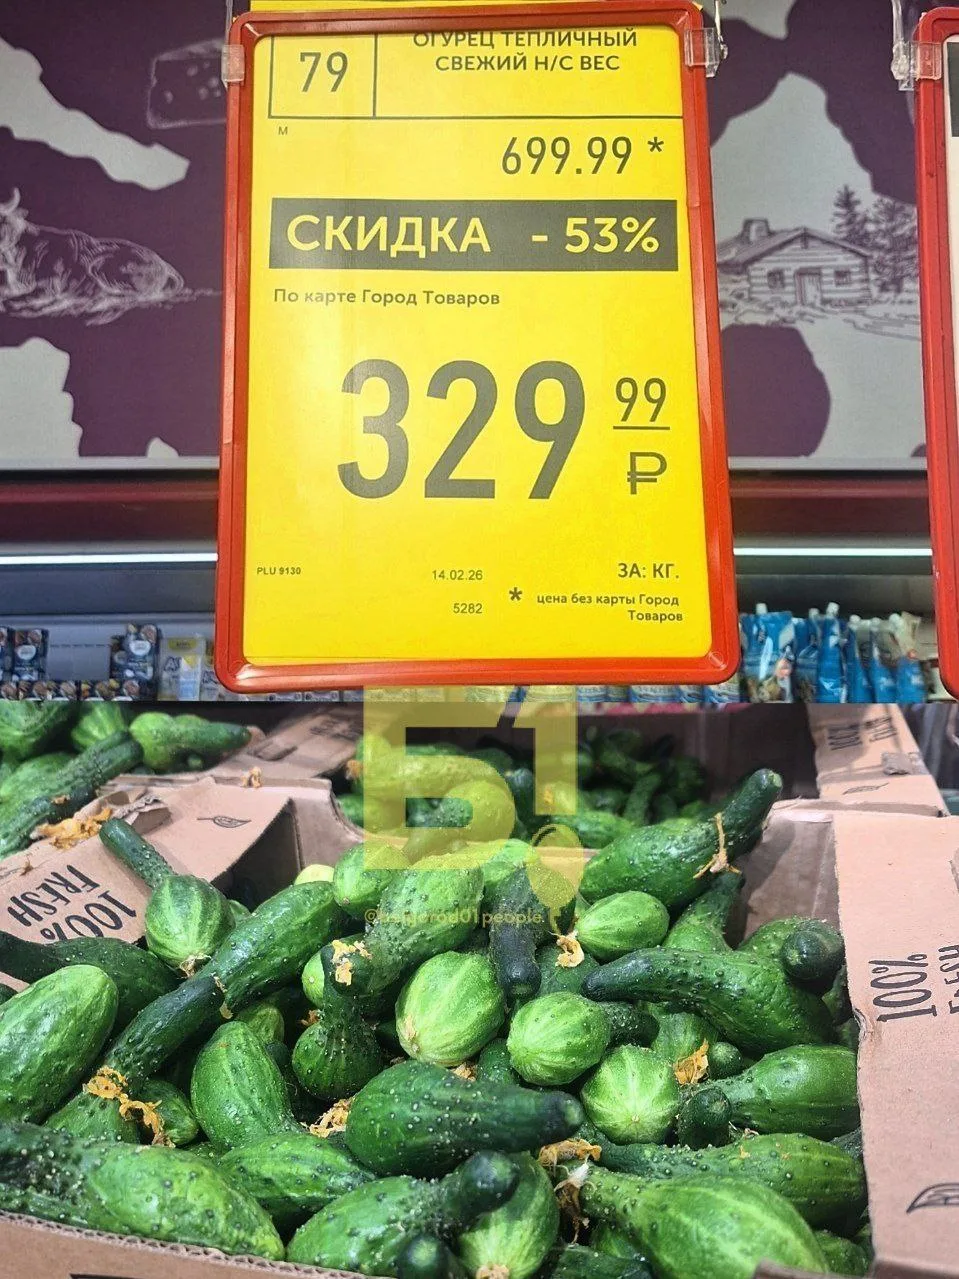 79
ОГУРЕЦ ТЕПЛИЧНЫЙ
СВЕЖИЙ Н/С ВЕС
М
699.99 *
СКИДКА - 53%
По карте Город Товаров
329 99
₽
PLU 9130
14.02.26
5282
ЗА: КГ.
* цена без карты Город
Товаров
100%
FRESH
Б!
100%
FRESH